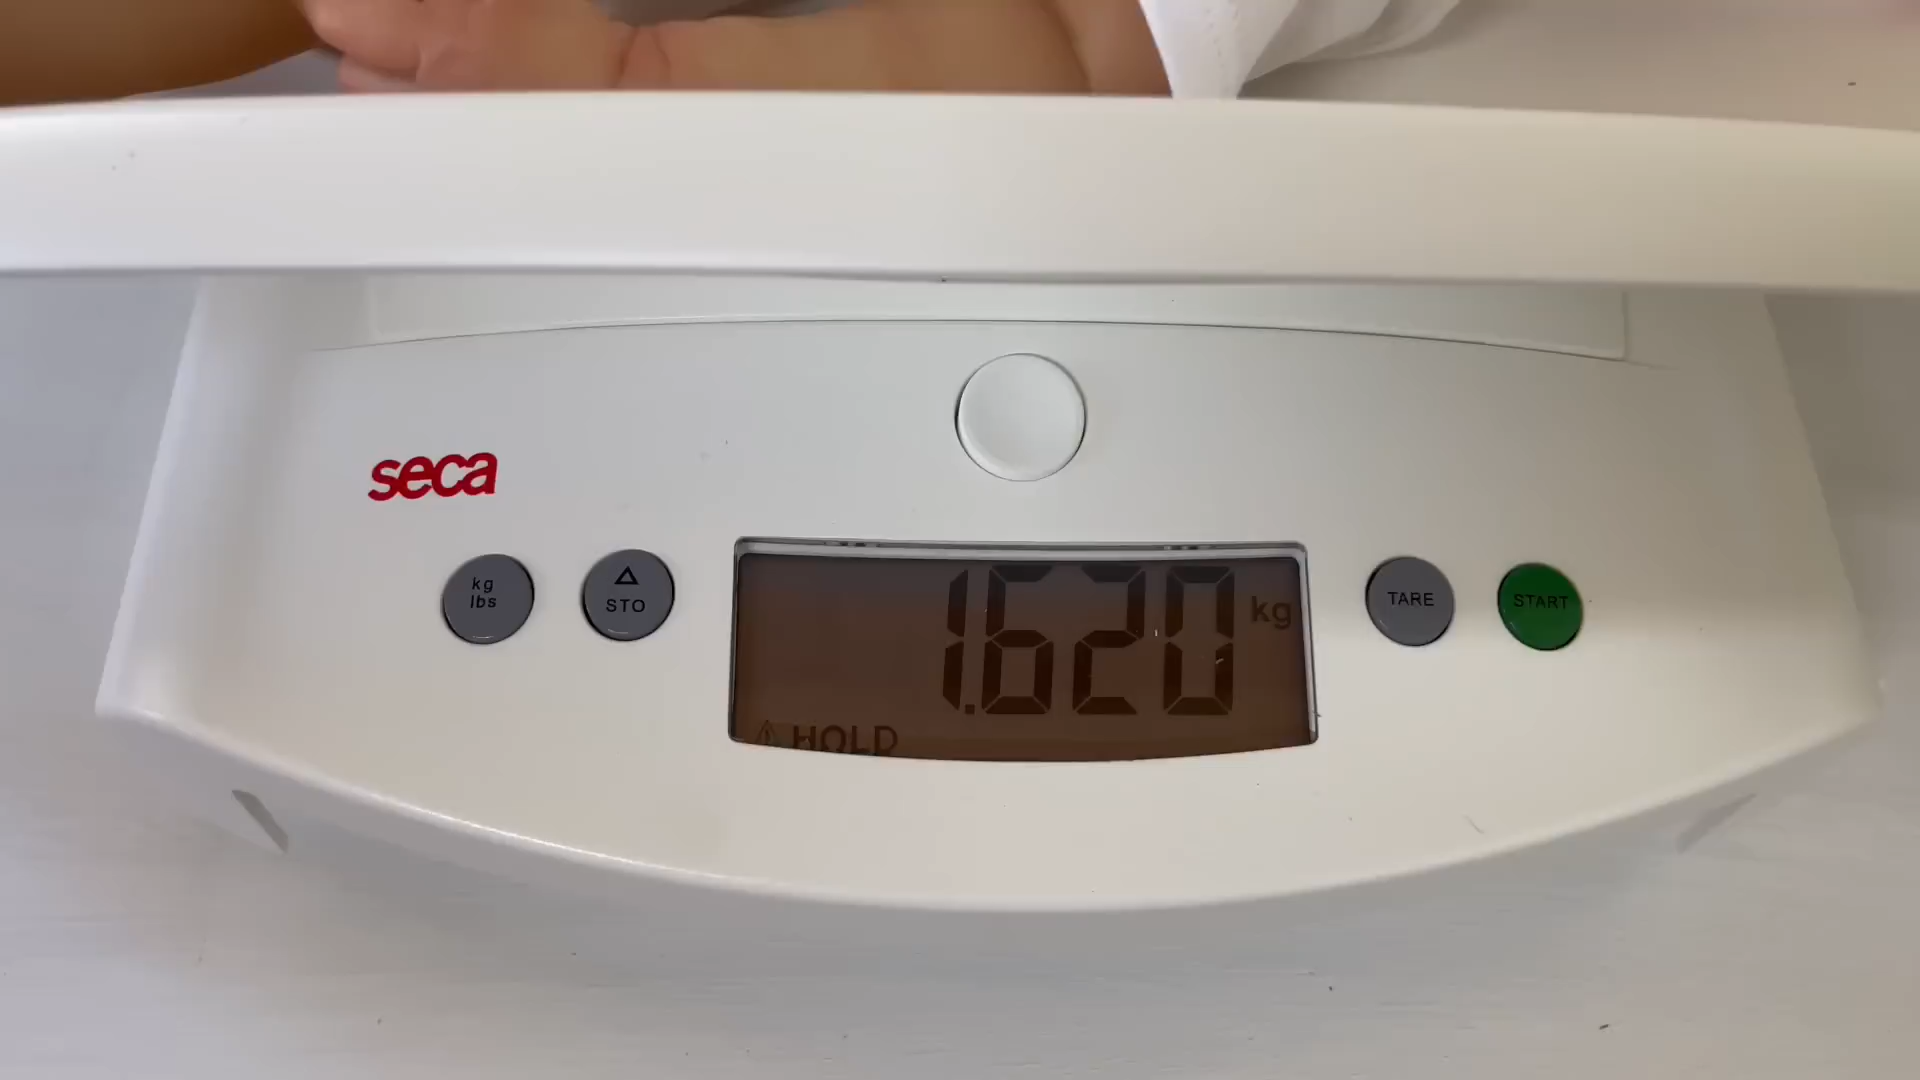 seca
kg
lbs
△
STO
1.620 kg
⚠ HOLD
TARE
START